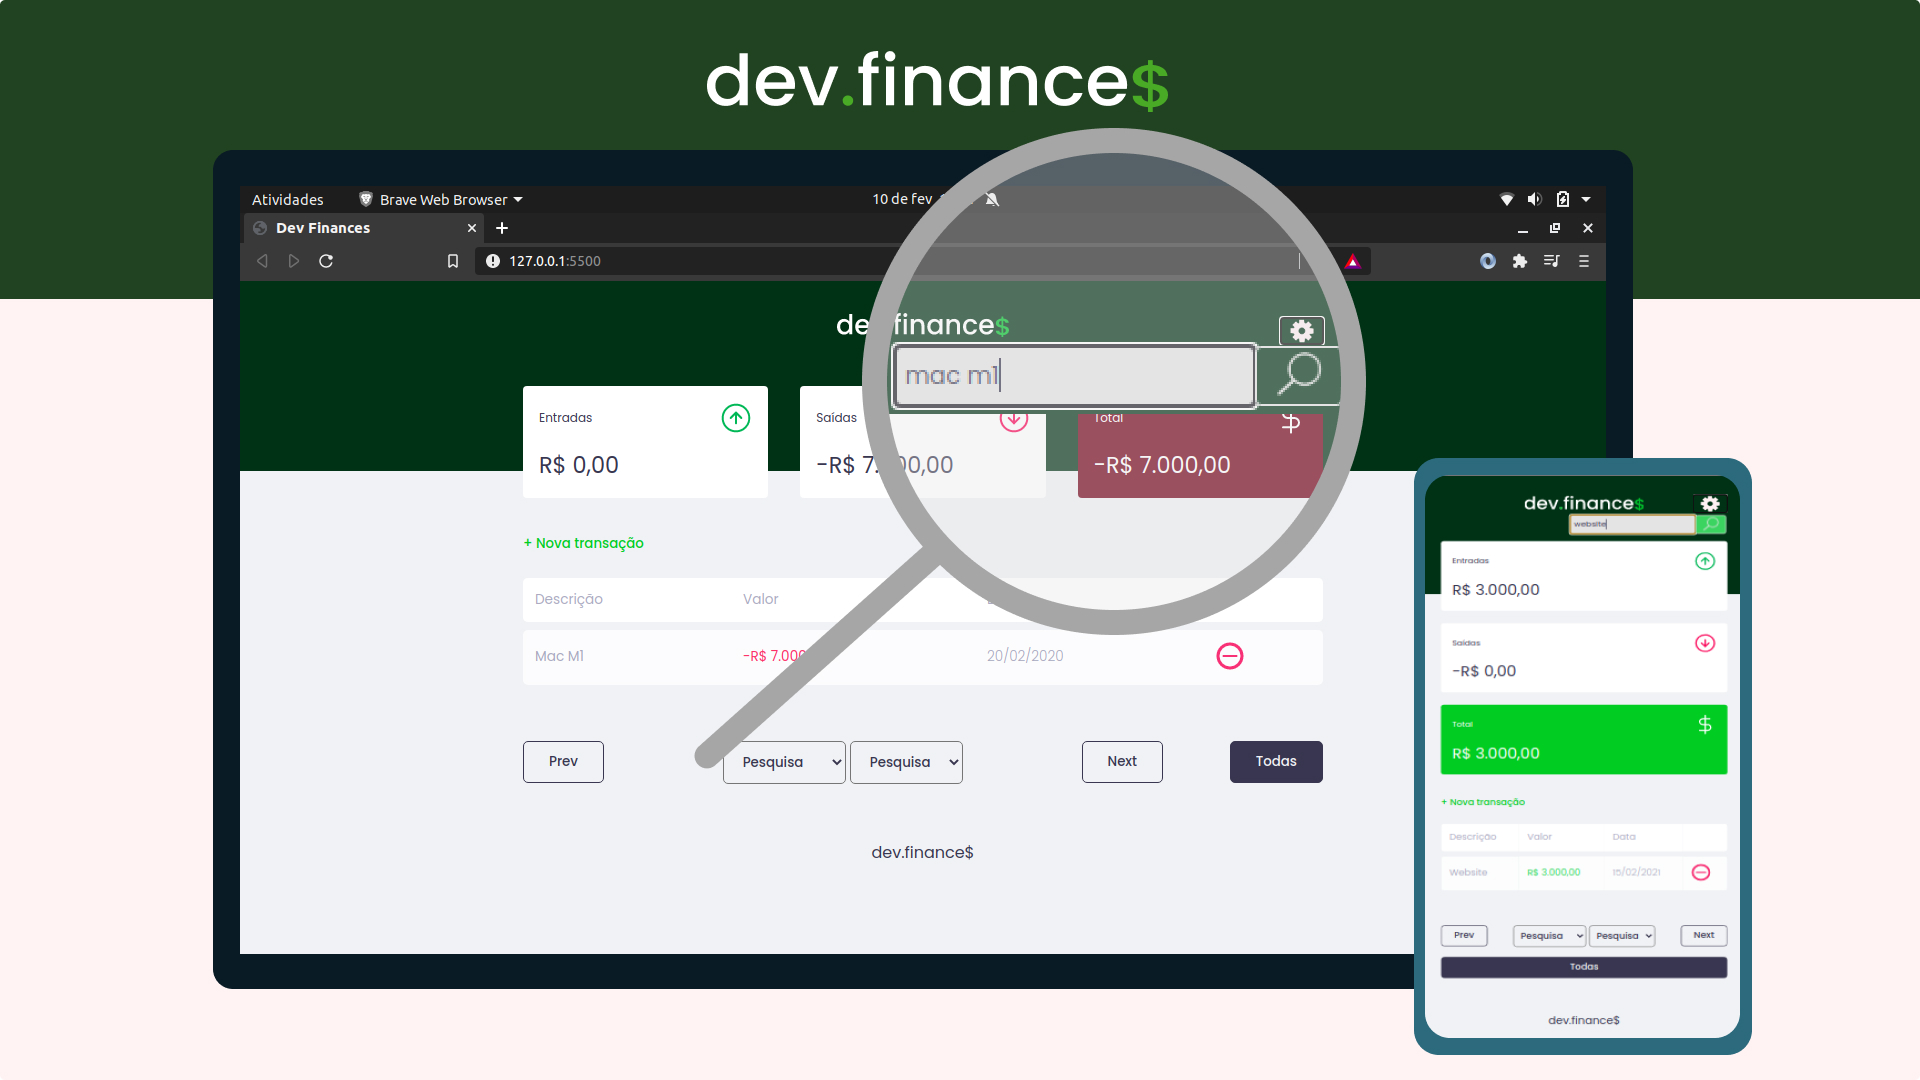 dev.finance$
Atividades
Brave Web Browser
10 de fev
Dev Finances
127.0.0.1:5500
dev.finance$
mac m1
Entradas
R$ 0,00
Saídas
-R$ 7.000,00
Total
-R$ 7.000,00
+ Nova transação
Descrição Valor
Mac M1 -R$ 7.000 20/02/2020
Prev Pesquisa Pesquisa Next Todas
dev.finance$
dev.finance$
website
Entradas
R$ 3.000,00
Saídas
-R$ 0,00
Total
R$ 3.000,00
+ Nova transação
Descrição Valor Data
Website R$ 3.000,00 15/02/2021
Prev Pesquisa Pesquisa Next
Todas
dev.finance$